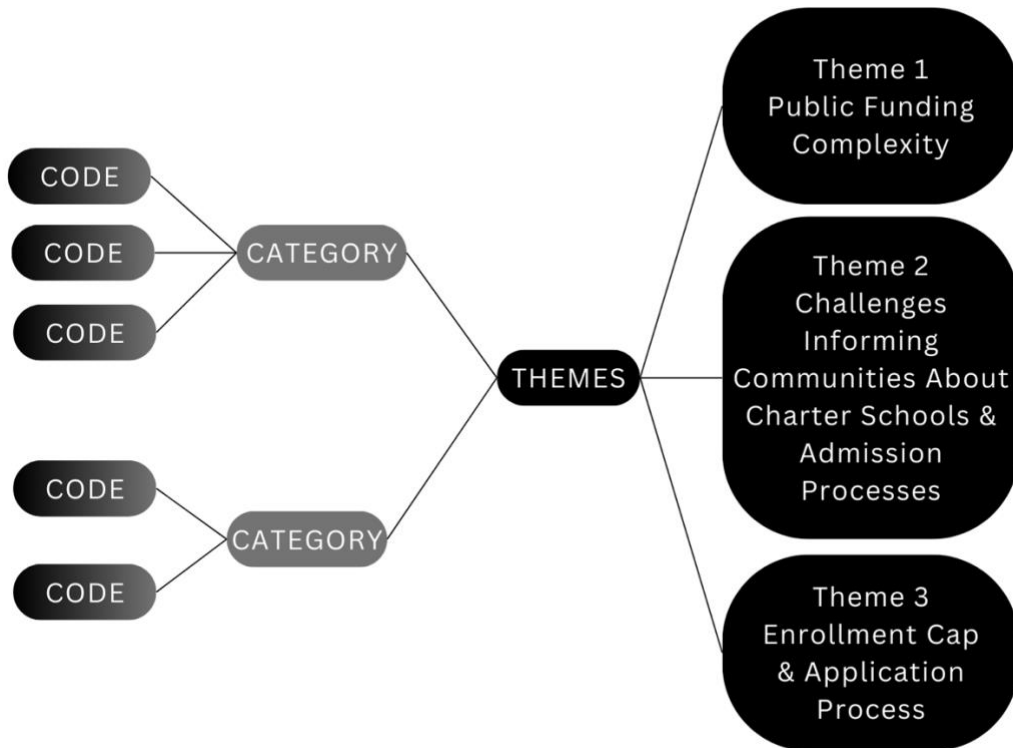 CODE
CODE
CODE
CATEGORY
CODE
CODE
CATEGORY
THEMES
Theme 1
Public Funding
Complexity
Theme 2
Challenges
Informing
Communities About
Charter Schools &
Admission
Processes
Theme 3
Enrollment Cap
& Application
Process